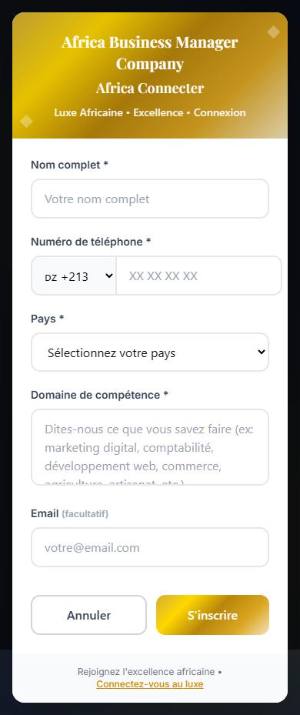 Africa Business Manager
Company
Africa Connecter
Luxe Africaine • Excellence • Connexion
Nom complet *
Votre nom complet
Numéro de téléphone *
DZ +213
XX XX XX XX
Pays *
Sélectionnez votre pays
Domaine de compétence *
Dites-nous ce que vous savez faire (ex:
marketing digital, comptabilité,
développement web, commerce,
agriculture, artisanat, etc.)
Email (facultatif)
votre@email.com
Annuler
S'inscrire
Rejoignez l'excellence africaine •
Connectez-vous au luxe